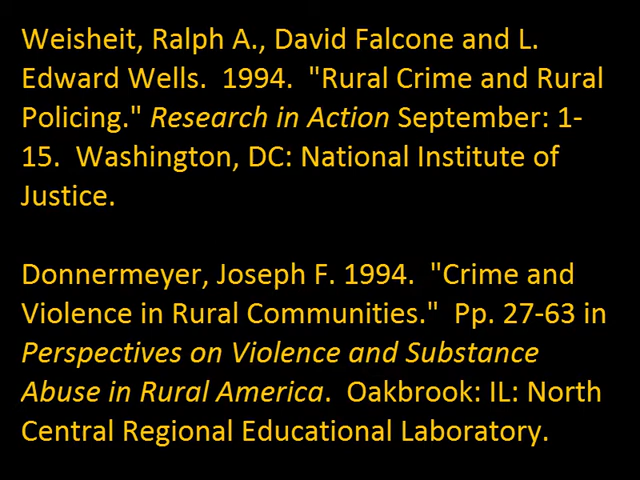 Weisheit, Ralph A., David Falcone and L.
Edward Wells.  1994.  "Rural Crime and Rural
Policing." Research in Action September: 1-
15.  Washington, DC: National Institute of
Justice.
Donnermeyer, Joseph F. 1994.  "Crime and
Violence in Rural Communities."  Pp. 27-63 in
Perspectives on Violence and Substance
Abuse in Rural America.  Oakbrook: IL: North
Central Regional Educational Laboratory.